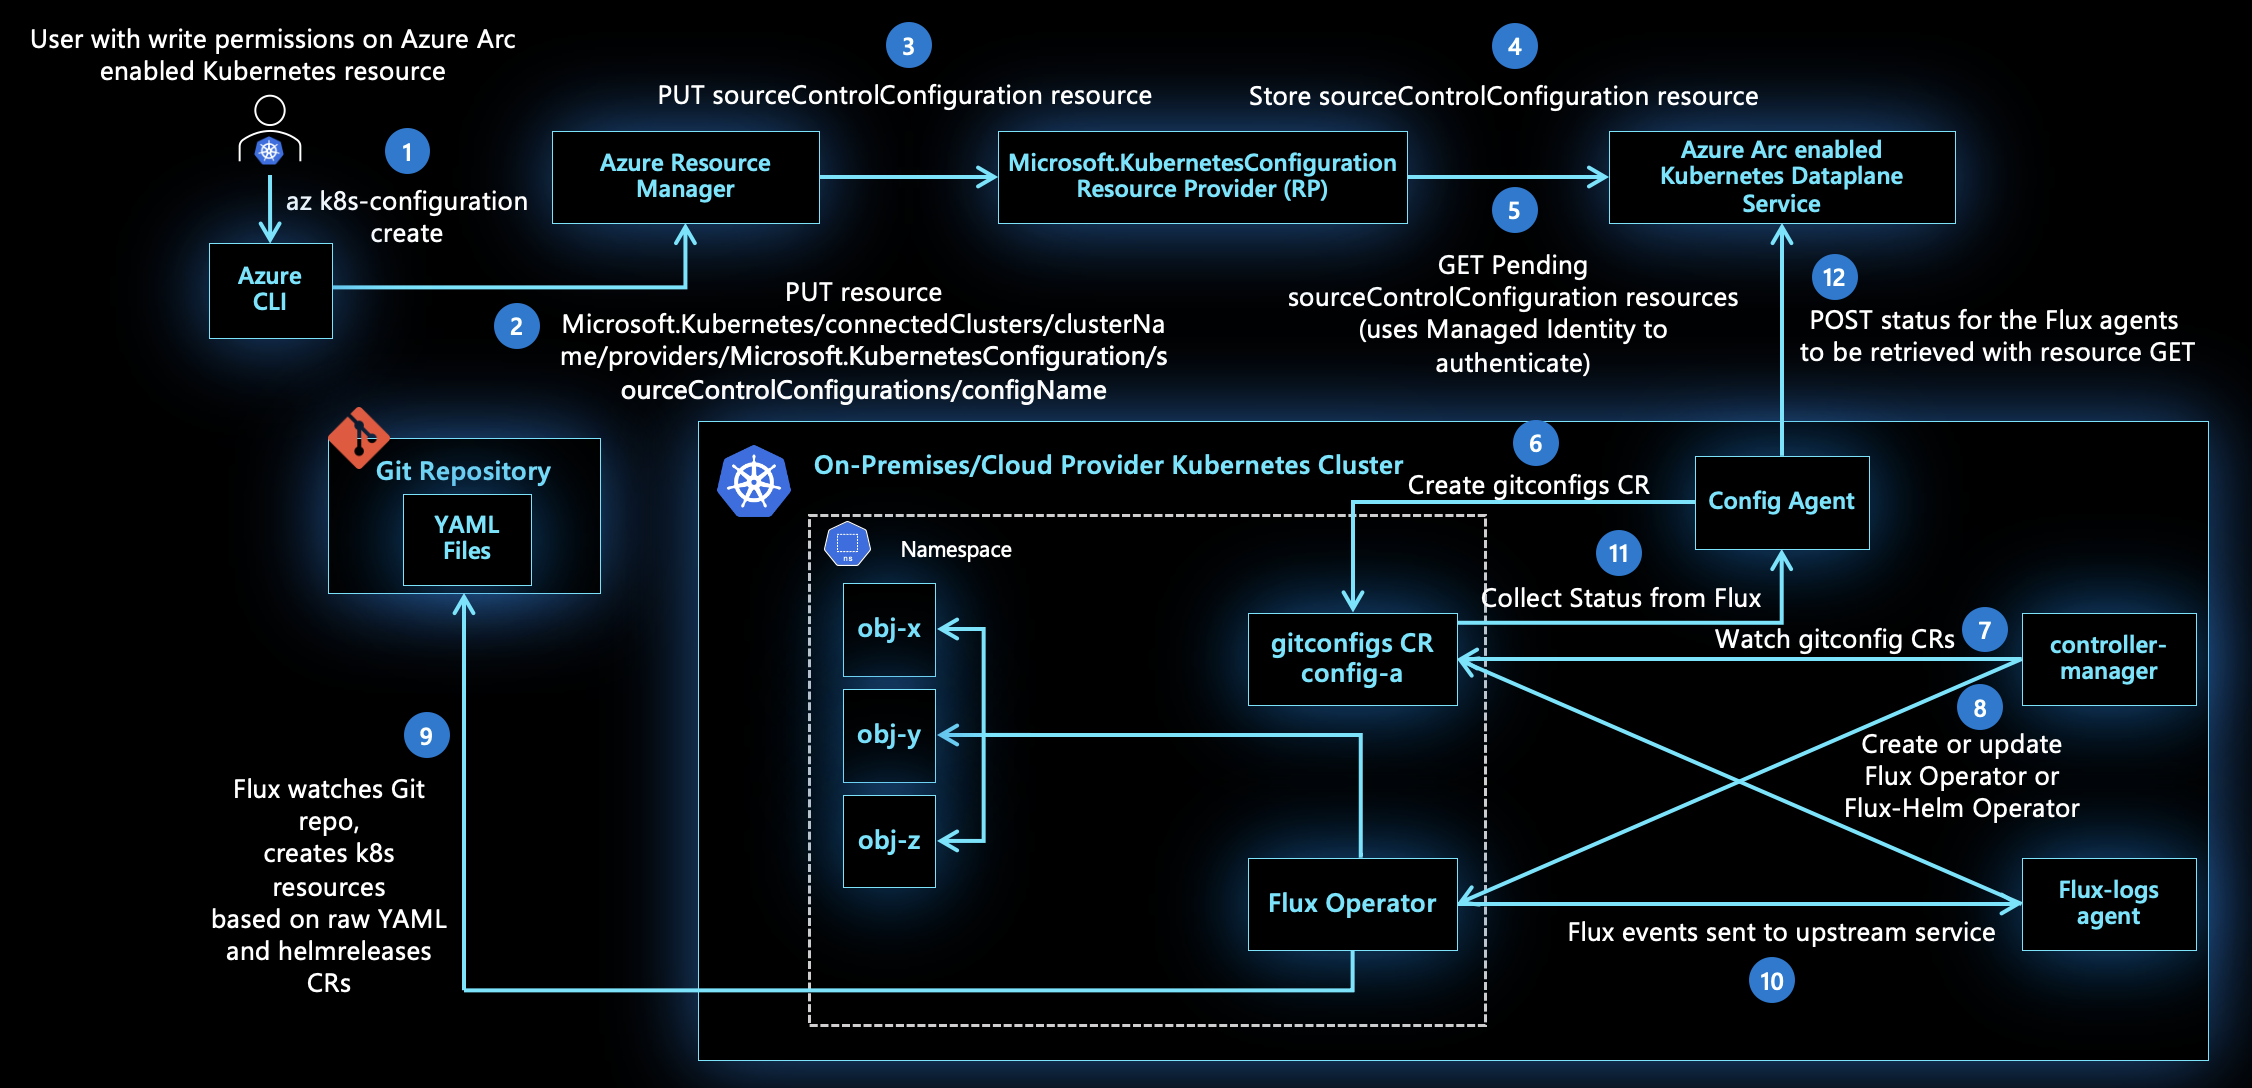 User with write permissions on Azure Arc
enabled Kubernetes resource
1
az k8s-configuration
create
Azure
CLI
2
PUT resource
Microsoft.Kubernetes/connectedClusters/clusterNa
me/providers/Microsoft.KubernetesConfiguration/s
ourceControlConfigurations/configName
Azure Resource
Manager
3
PUT sourceControlConfiguration resource
Microsoft.KubernetesConfiguration
Resource Provider (RP)
4
Store sourceControlConfiguration resource
Azure Arc enabled
Kubernetes Dataplane
Service
5
GET Pending
sourceControlConfiguration resources
(uses Managed Identity to
authenticate)
12
POST status for the Flux agents
to be retrieved with resource GET
Git Repository
YAML
Files
On-Premises/Cloud Provider Kubernetes Cluster
6
Create gitconfigs CR
Config Agent
ns
Namespace
11
Collect Status from Flux
obj-x
obj-y
obj-z
gitconfigs CR
config-a
7
Watch gitconfig CRs
controller-
manager
8
Create or update
Flux Operator or
Flux-Helm Operator
9
Flux watches Git
repo,
creates k8s
resources
based on raw YAML
and helmreleases
CRs
Flux Operator
Flux-logs
agent
Flux events sent to upstream service
10